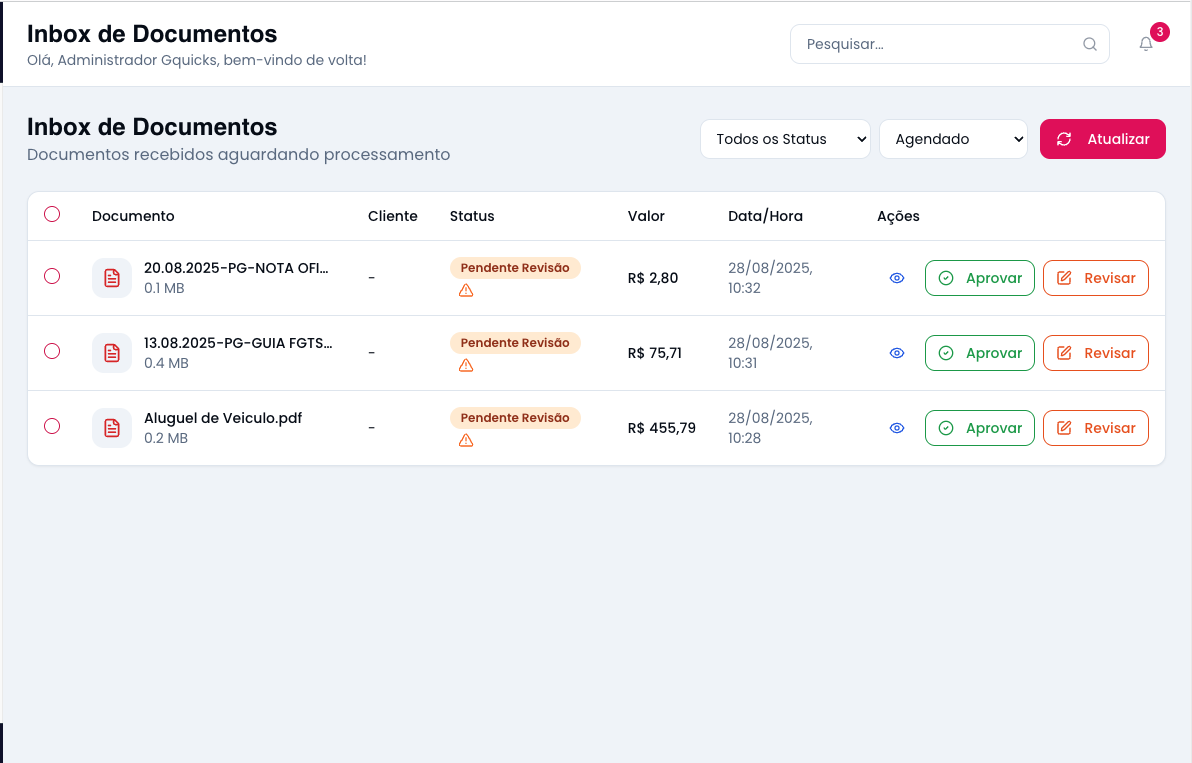 Inbox de Documentos
Olá, Administrador Gquicks, bem-vindo de volta!
Pesquisar...
3
Inbox de Documentos
Documentos recebidos aguardando processamento
Todos os Status
Agendado
Atualizar
Documento Cliente Status Valor Data/Hora Ações
20.08.2025-PG-NOTA OFI...
0.1 MB
-
Pendente Revisão
R$ 2,80
28/08/2025,
10:32
Aprovar
Revisar
13.08.2025-PG-GUIA FGTS...
0.4 MB
-
Pendente Revisão
R$ 75,71
28/08/2025,
10:31
Aprovar
Revisar
Aluguel de Veiculo.pdf
0.2 MB
-
Pendente Revisão
R$ 455,79
28/08/2025,
10:28
Aprovar
Revisar